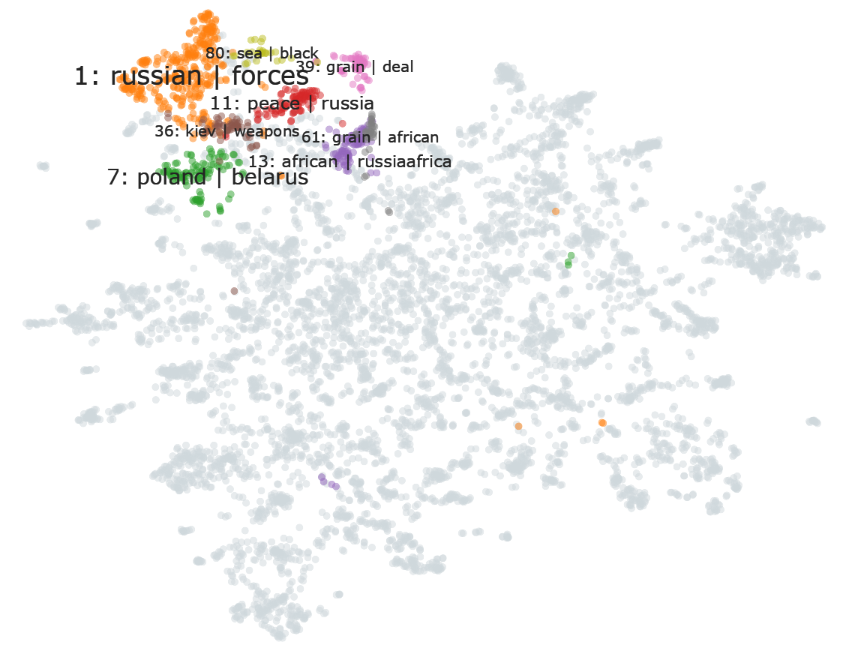 80: sea | black
39: grain | deal
1: russian | forces
11: peace | russia
36: kiev | weapons
61: grain | african
13: african | russiaafrica
7: poland | belarus